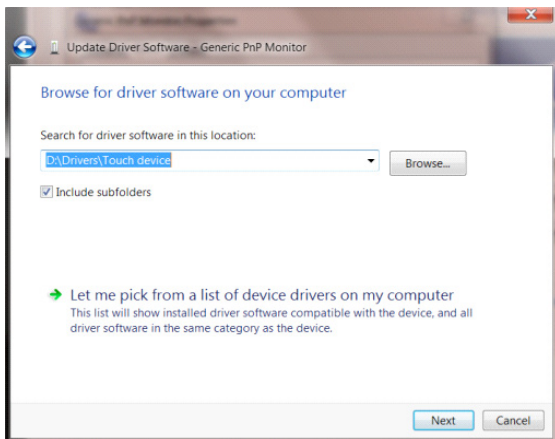 Update Driver Software - Generic PnP Monitor
Browse for driver software on your computer
Search for driver software in this location:
D:\Drivers\Touch device
Browse...
Include subfolders
Let me pick from a list of device drivers on my computer
This list will show installed driver software compatible with the device, and all
driver software in the same category as the device.
Next
Cancel